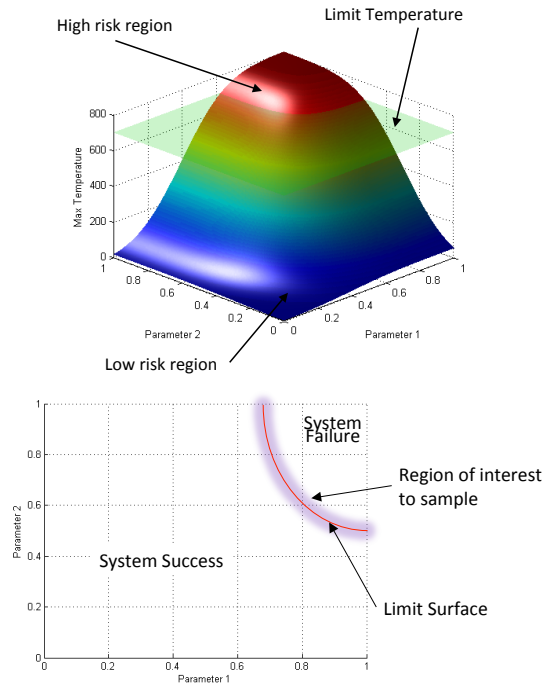 High risk region
Limit Temperature
800
600
400
200
0
Max Temperature
1
0.8
0.6
0.4
0.2
0
0
0.2
0.4
0.6
0.8
1
Parameter 2
Parameter 1
Low risk region
1
0.8
0.6
0.4
0.2
0
Parameter 2
System
Failure
Region of interest
to sample
System Success
Limit Surface
0
0.2
0.4
0.6
0.8
1
Parameter 1